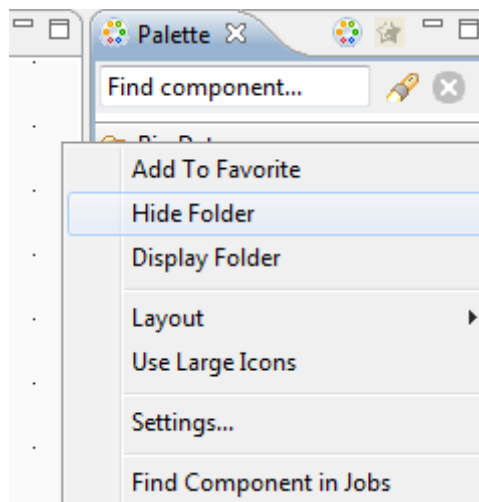 Palette
Find component...
Add To Favorite
Hide Folder
Display Folder
Layout
Use Large Icons
Settings...
Find Component in Jobs